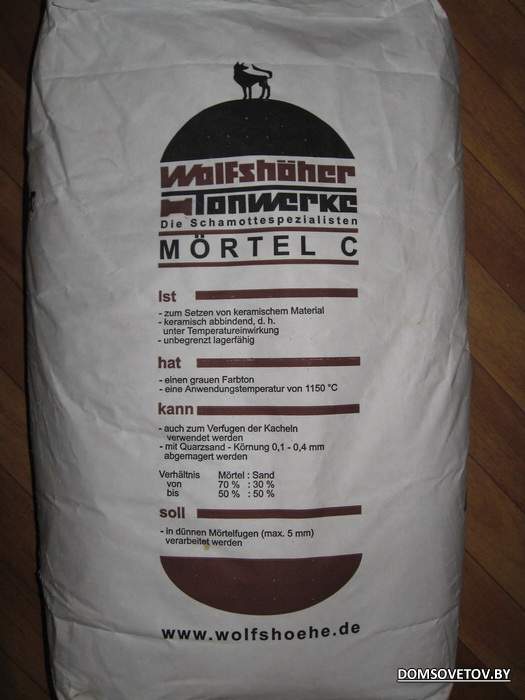 Wolfshöher
Tonwerke
Die Schamottespezialisten
MÖRTEL C
Ist
- zum Setzen von keramischem Material
- keramisch abbindend, d. h.
unter Temperatureinwirkung
- unbegrenzt lagerfähig
hat
- einen grauen Farbton
- eine Anwendungstemperatur von 1150 °C
kann
- auch zum Verfugen der Kacheln
verwendet werden
- mit Quarzsand - Körnung 0,1 - 0,4 mm
abgemagert werden
Verhältnis Mörtel : Sand
von 70 % : 30 %
bis 50 % : 50 %
soll
- in dünnen Mörtelfugen (max. 5 mm)
verarbeitet werden
www.wolfshoehe.de
DOMSOVETOV.BY